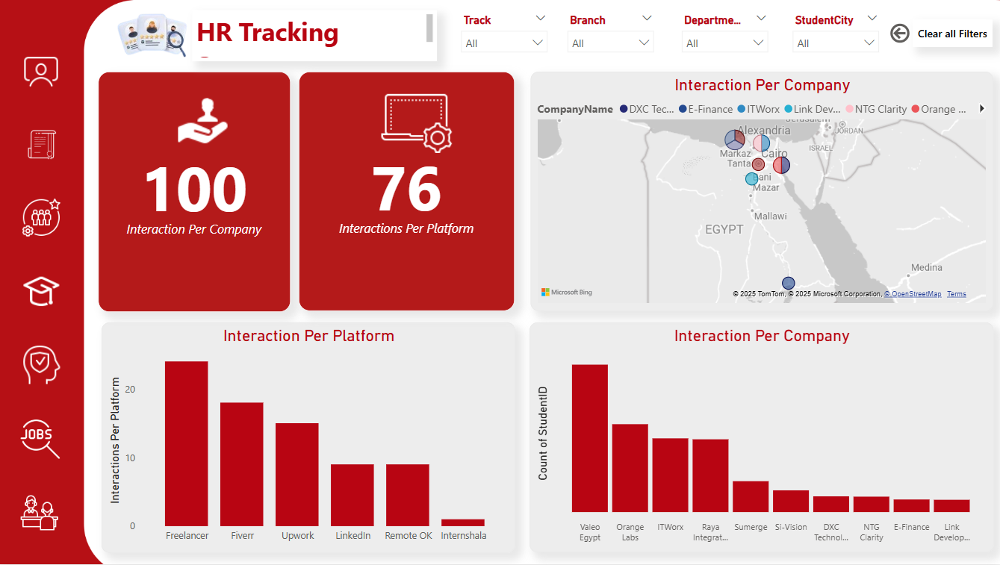 HR Tracking
Track
Branch
Departme...
StudentCity
All
All
All
All
Clear all Filters
JOBS
100
Interaction Per Company
76
Interactions Per Platform
Interaction Per Company
CompanyName DXC Tec... E-Finance ITWorx Link Dev... NTG Clarity Orange ...
Alexandria
JORDAN
ISRAEL
Markaz
Cairo
Tanta
Bani
Mazar
Mallawi
EGYPT
Medina
Microsoft Bing
© 2025 TomTom, © 2025 Microsoft Corporation, © OpenStreetMap Terms
Interaction Per Platform
Interactions Per Platform
20
10
0
Freelancer Fiverr Upwork LinkedIn Remote OK Internshala
Interaction Per Company
Count of StudentID
Valeo Orange ITWorx Raya Sumerge Si-Vision DXC NTG E-Finance Link
Egypt Labs Integrat... Technol... Clarity Develop...